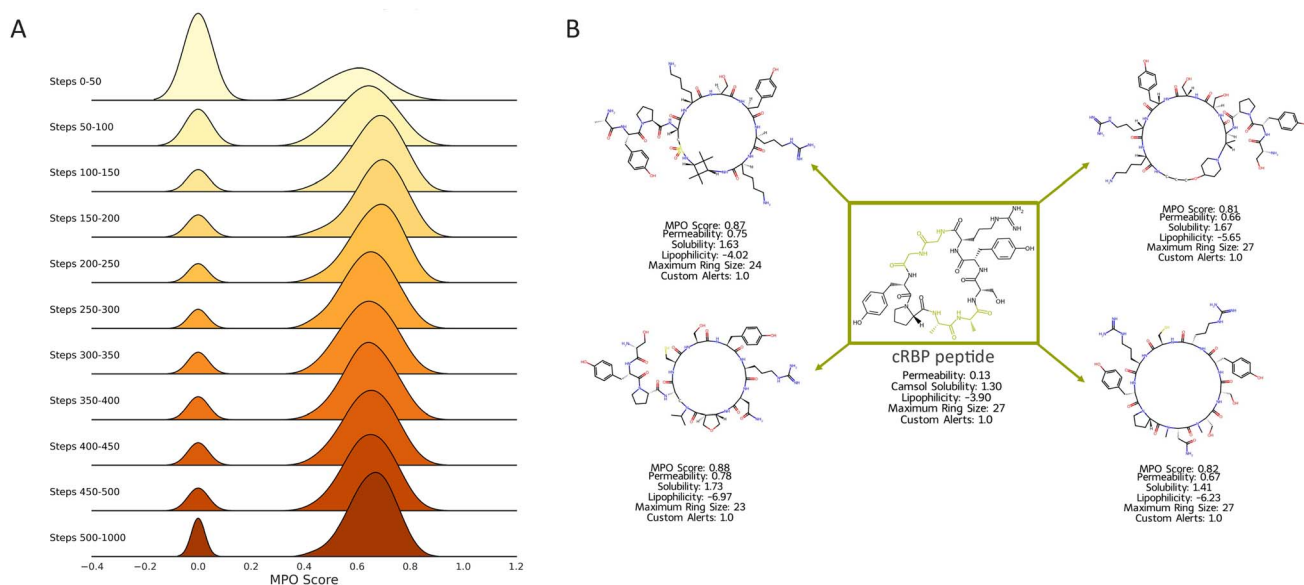 A
B
Steps 0-50
Steps 50-100
Steps 100-150
Steps 150-200
Steps 200-250
Steps 250-300
Steps 300-350
Steps 350-400
Steps 400-450
Steps 450-500
Steps 500-1000
−0.4 −0.2 0.0 0.2 0.4 0.6 0.8 1.0 1.2
MPO Score
MPO Score: 0.87
Permeability: 0.75
Solubility: 1.63
Lipophilicity: −4.02
Maximum Ring Size: 24
Custom Alerts: 1.0
MPO Score: 0.81
Permeability: 0.66
Solubility: 1.67
Lipophilicity: −5.65
Maximum Ring Size: 27
Custom Alerts: 1.0
cRBP peptide
Permeability: 0.13
Camsol Solubility: 1.30
Lipophilicity: −3.90
Maximum Ring Size: 27
Custom Alerts: 1.0
MPO Score: 0.88
Permeability: 0.78
Solubility: 1.73
Lipophilicity: −6.97
Maximum Ring Size: 23
Custom Alerts: 1.0
MPO Score: 0.82
Permeability: 0.67
Solubility: 1.41
Lipophilicity: −6.23
Maximum Ring Size: 27
Custom Alerts: 1.0